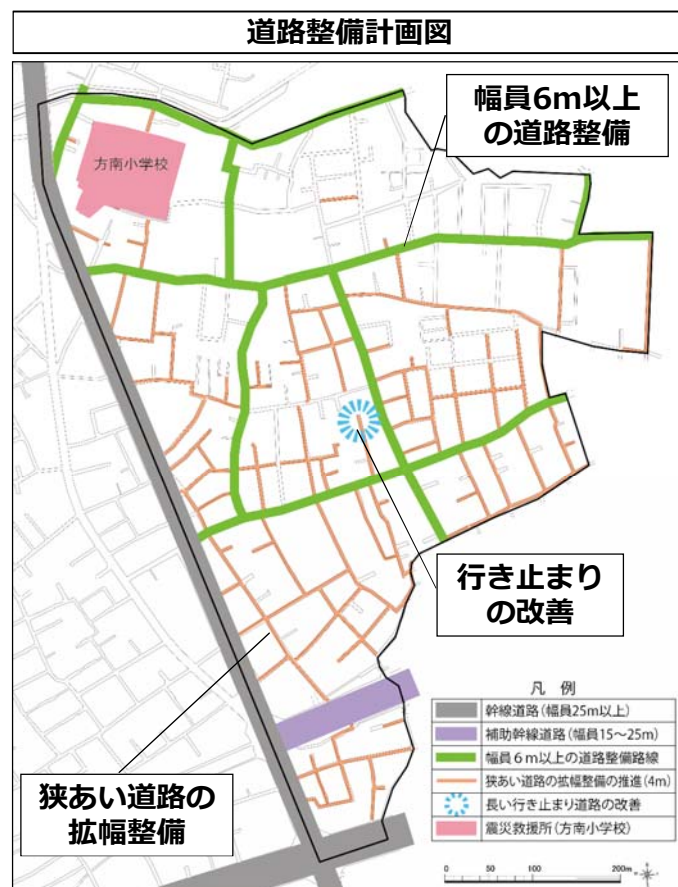 道路整備計画図
幅員6m以上
の道路整備
方南小学校
行き止まり
の改善
狭あい道路の
拡幅整備
凡 例
幹線道路(幅員25m以上)
補助幹線道路(幅員15～25m)
幅員6m以上の道路整備路線
狭あい道路の拡幅整備の推進(4m)
長い行き止まり道路の改善
震災救援所(方南小学校)
0 50 100 200m